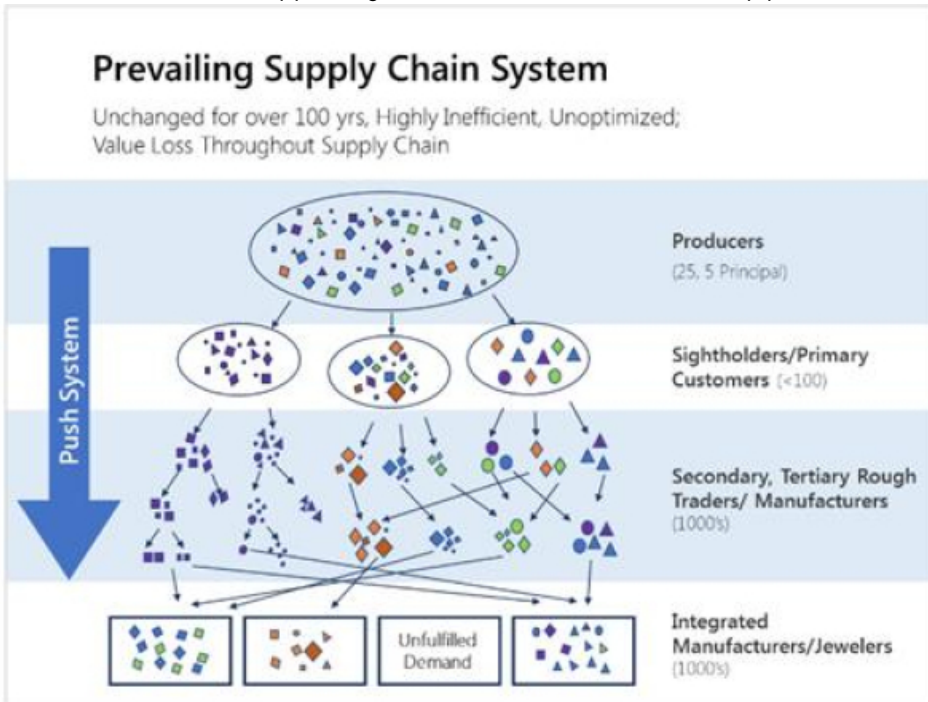 Prevailing Supply Chain System
Unchanged for over 100 yrs, Highly Inefficient, Unoptimized;
Value Loss Throughout Supply Chain
Push System
Producers
(25, 5 Principal)
Sightholders/Primary
Customers (<100)
Secondary, Tertiary Rough
Traders/ Manufacturers
(1000's)
Integrated
Manufacturers/Jewelers
(1000's)
Unfulfilled
Demand